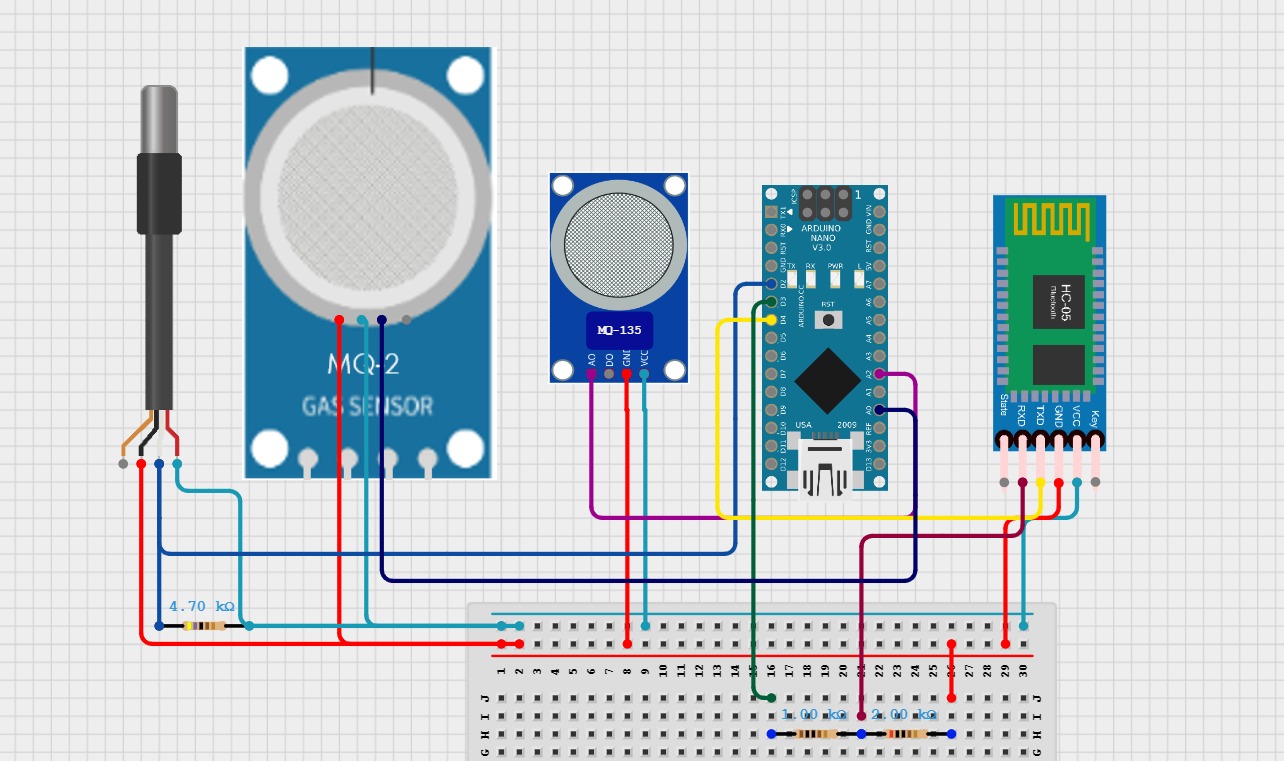 MQ-2
GAS SENSOR
4.70 kΩ
MQ-135
AO
DO
GND
VCC
ICSP
1
ARDUINO
NANO
V3.0
TX
RX
PWR
L
RST
ARDUINO.CC
USA
2009
TX1
RX0
RST
GND
D2
D3
D4
D5
D6
D7
D8
D9
D10
D11
D12
VIN
GND
RST
5V
A7
A6
A5
A4
A3
A2
A1
A0
REF
3V3
D13
HC-05
Bluetooth
State
RXD
TXD
GND
VCC
Key
1 2 3 4 5 6 7 8 9 10 11 12 13 14 15 16 17 18 19 20 21 22 23 24 25 26 27 28 29 30
J J
1.00 kΩ 2.00 kΩ
I I
H H
G G